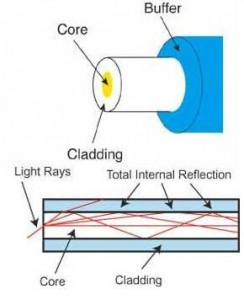 Buffer
Core
Cladding
Light Rays
Total Internal Reflection
Core
Cladding